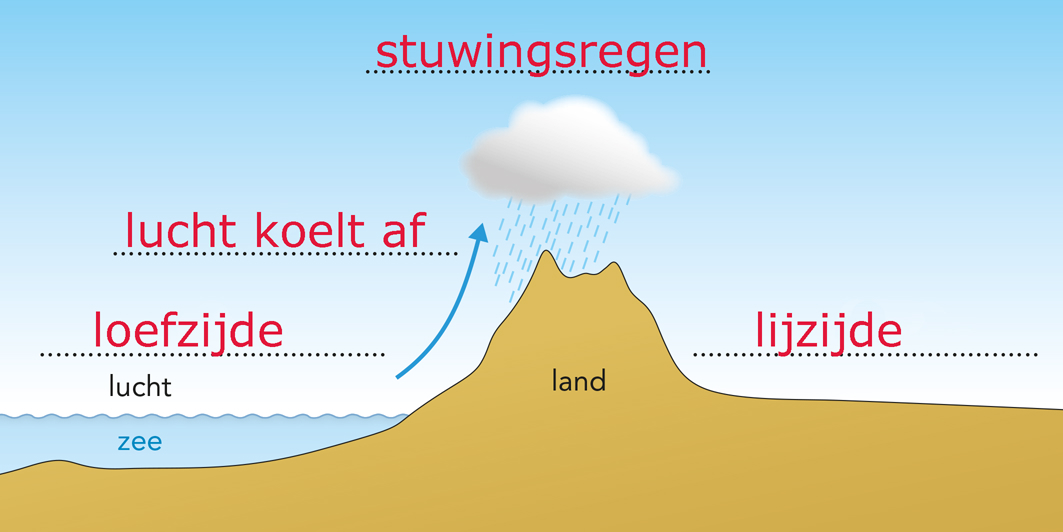 stuwingsregen
lucht koelt af
loefzijde
lijzijde
lucht
land
zee